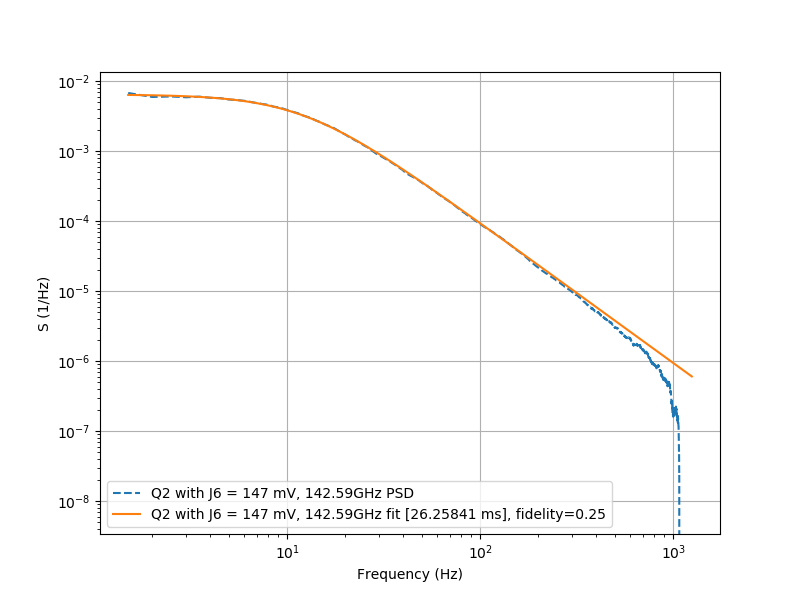 10⁻²
10⁻³
10⁻⁴
10⁻⁵
10⁻⁶
10⁻⁷
10⁻⁸
S (1/Hz)
Q2 with J6 = 147 mV, 142.59GHz PSD
Q2 with J6 = 147 mV, 142.59GHz fit [26.25841 ms], fidelity=0.25
10¹ 10² 10³
Frequency (Hz)